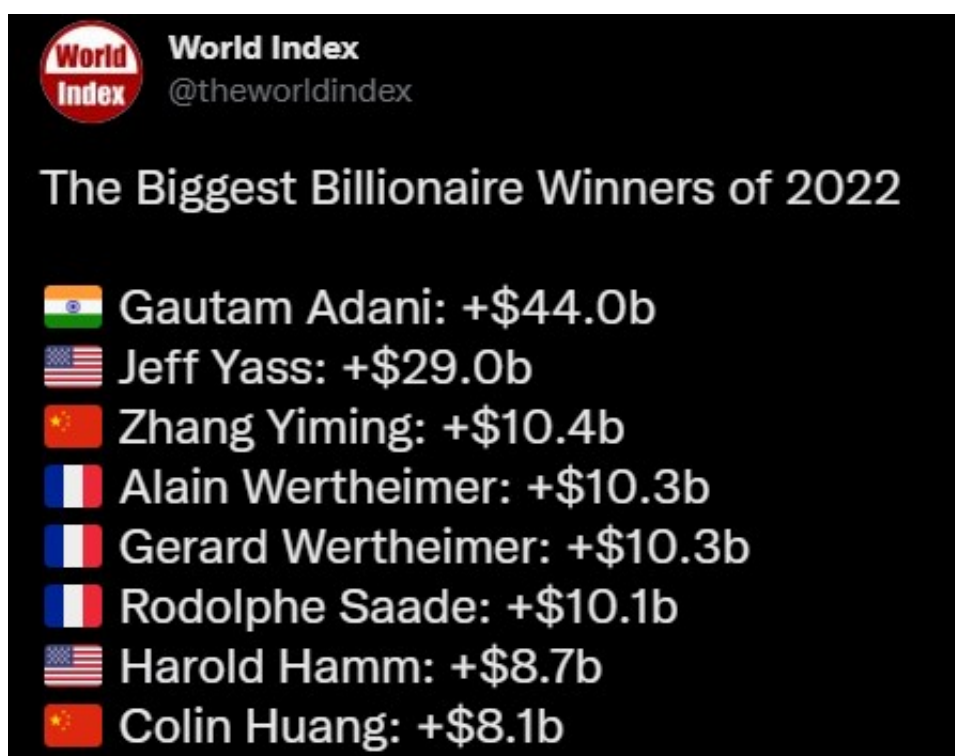 World Index
World Index
@theworldindex
The Biggest Billionaire Winners of 2022
🇮🇳 Gautam Adani: +$44.0b
🇺🇸 Jeff Yass: +$29.0b
🇨🇳 Zhang Yiming: +$10.4b
🇫🇷 Alain Wertheimer: +$10.3b
🇫🇷 Gerard Wertheimer: +$10.3b
🇫🇷 Rodolphe Saade: +$10.1b
🇺🇸 Harold Hamm: +$8.7b
🇨🇳 Colin Huang: +$8.1b